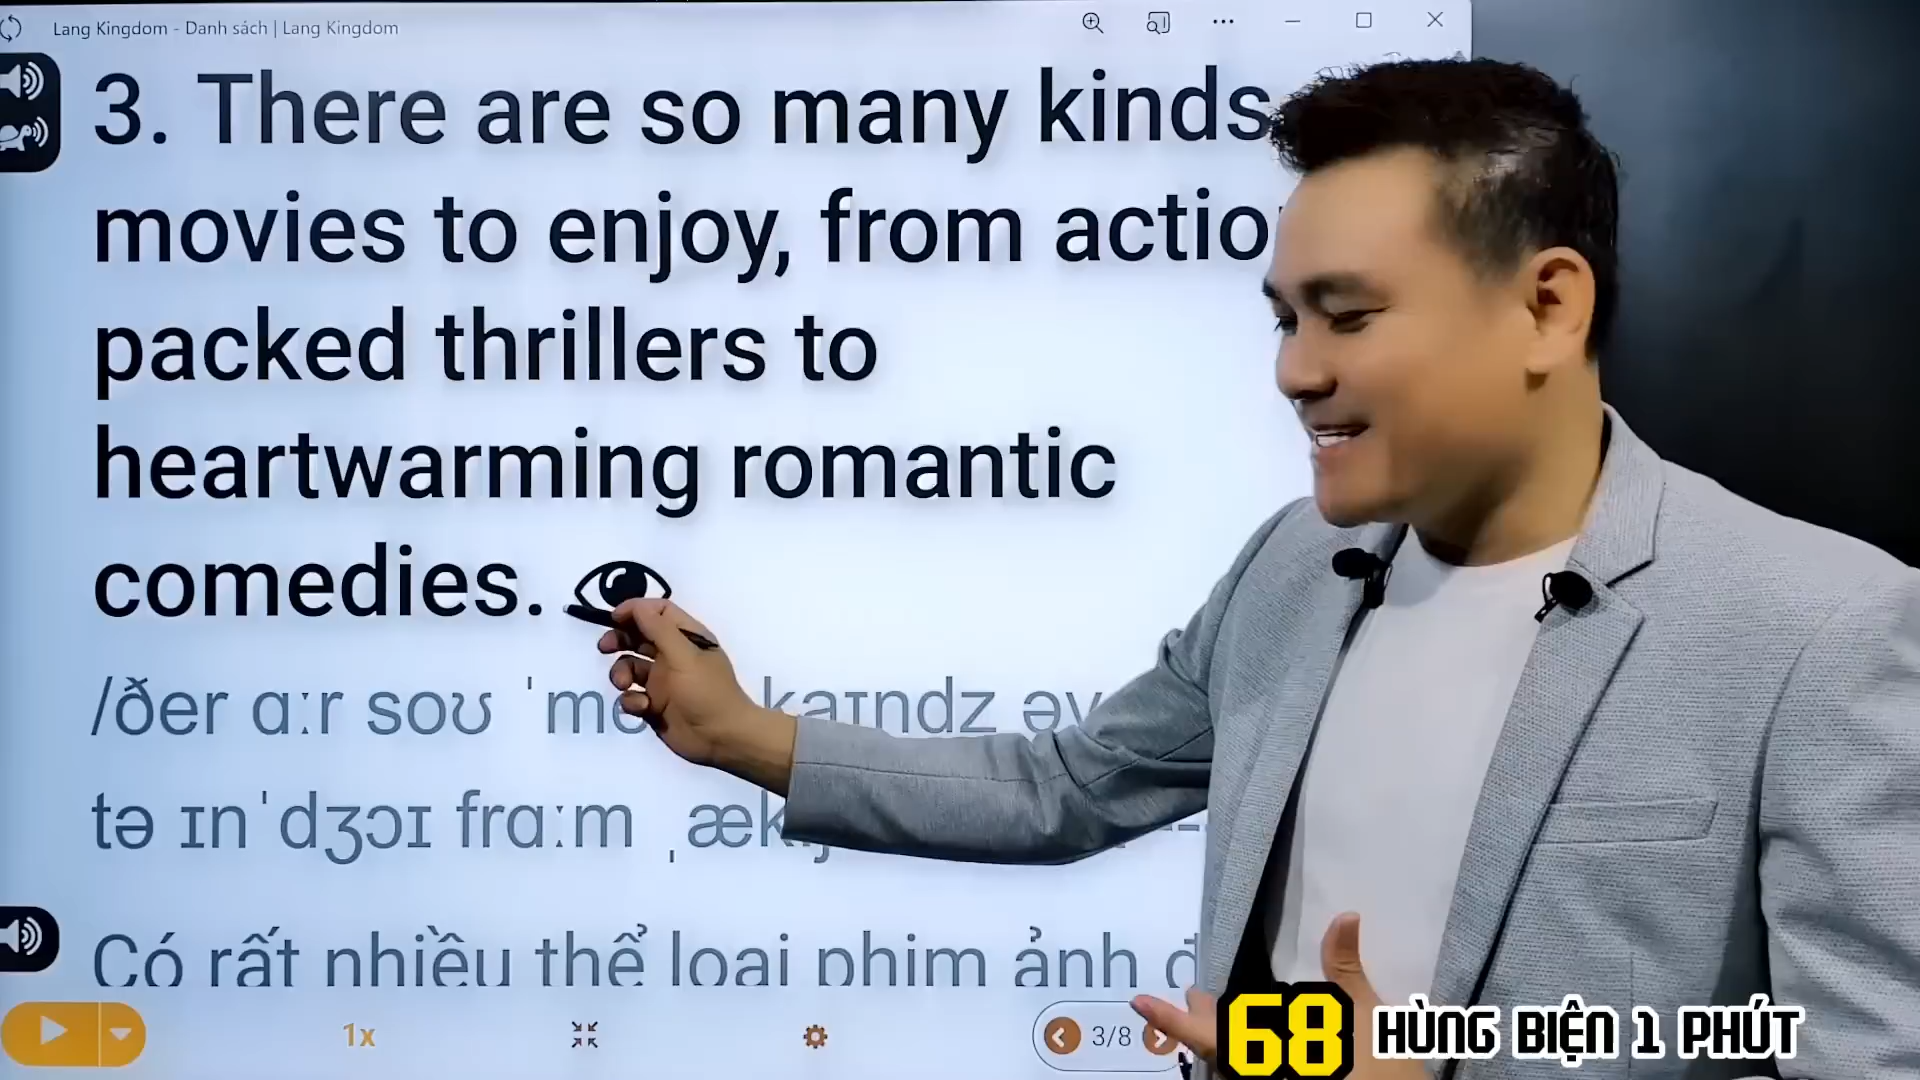 Lang Kingdom - Danh sách | Lang Kingdom
3. There are so many kinds
movies to enjoy, from actio
packed thrillers to
heartwarming romantic
comedies.
/ðer ɑːr soʊ ˈme kaɪndz əv
tə ɪnˈdʒɔɪ frɑːm ˌæk
Có rất nhiều thể loại phim ảnh đ
1x
3/8
68 HÙNG BIỆN 1 PHÚT